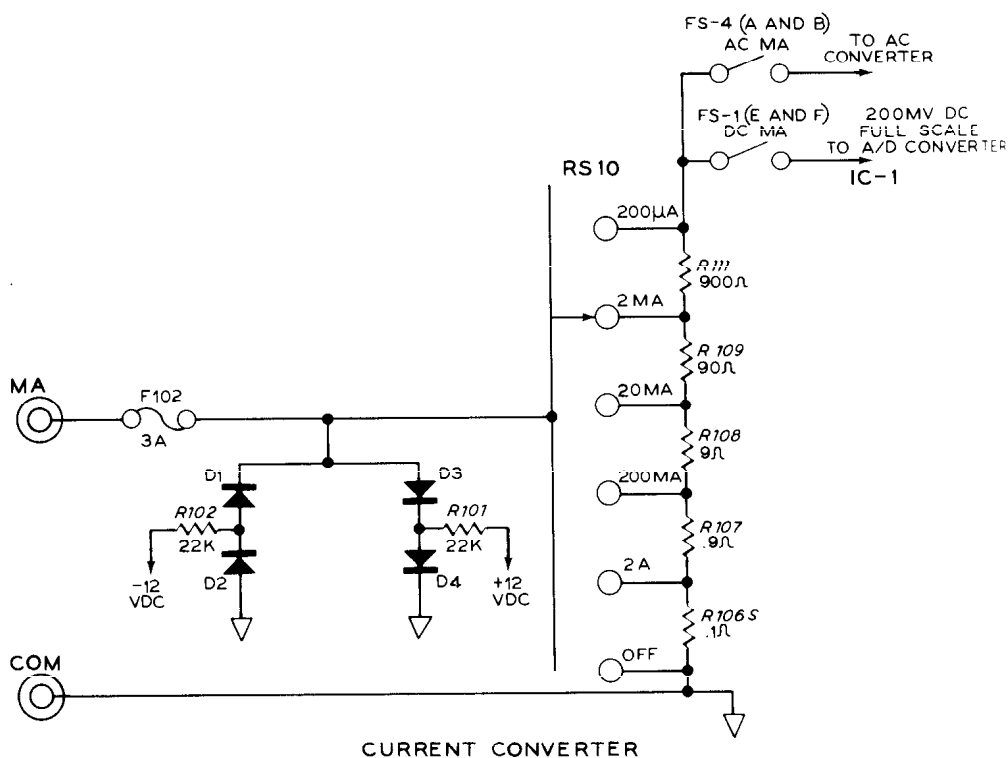 FS-4 (A AND B)
AC MA
TO AC
CONVERTER
FS-1 (E AND F)
DC MA
200MV DC
FULL SCALE
TO A/D CONVERTER
IC-1
RS10
200µA
R111
900Ω
2 MA
R109
90Ω
20MA
R108
9Ω
200MA
R107
.9Ω
2A
R106S
.1Ω
OFF
MA
F102
3A
D1
D3
R102
22K
R101
22K
-12
VDC
D2
D4
+12
VDC
COM
CURRENT CONVERTER